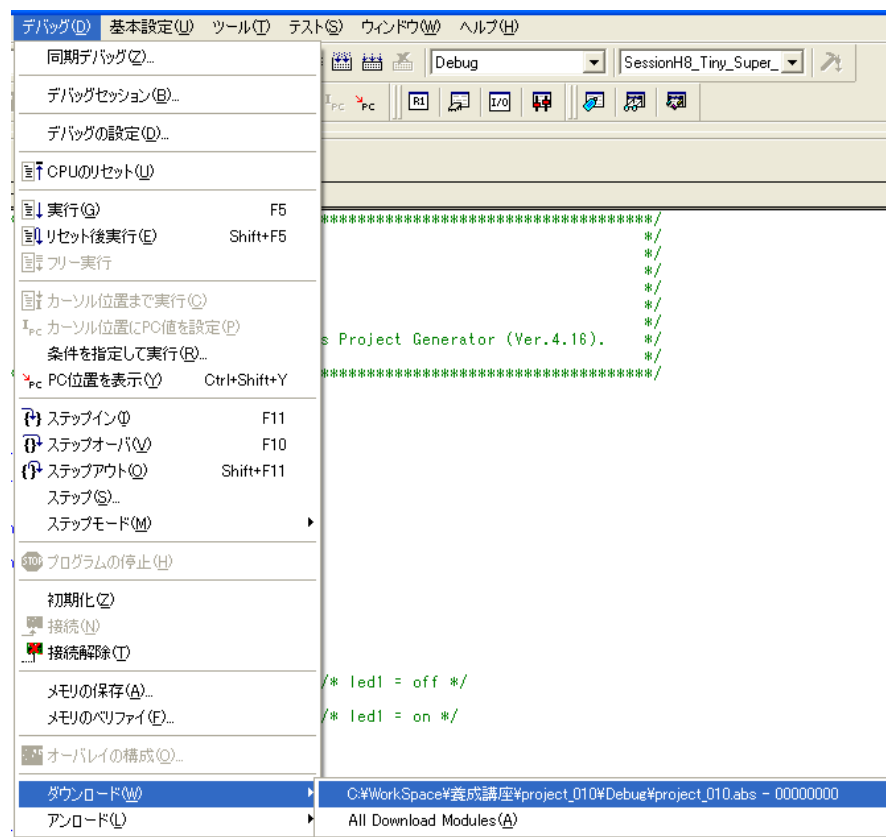 デバッグ(D) 基本設定(U) ツール(T) テスト(S) ウィンドウ(W) ヘルプ(H)
同期デバッグ(Z)...
Debug
SessionH8_Tiny_Super_
デバッグセッション(B)...
IPC PC R1 I/O
デバッグの設定(D)...
CPUのリセット(U)
実行(G) F5
************************************/
リセット後実行(E) Shift+F5
*/
フリー実行
*/
*/
*/
カーソル位置まで実行(C)
*/
IPC カーソル位置にPC値を設定(P)
*/
s Project Generator (Ver.4.16). */
条件を指定して実行(R)...
*/
PC PC位置を表示(Y) Ctrl+Shift+Y
************************************/
ステップイン(I) F11
ステップオーバ(V) F10
ステップアウト(O) Shift+F11
ステップ(S)...
ステップモード(M)
STOP プログラムの停止(H)
初期化(Z)
接続(N)
接続解除(T)
メモリの保存(A)...
/* led1 = off */
メモリのベリファイ(F)...
/* led1 = on */
オーバレイの構成(O)...
ダウンロード(W)
C:¥WorkSpace¥養成講座¥project_010¥Debug¥project_010.abs - 00000000
アンロード(L)
All Download Modules(A)